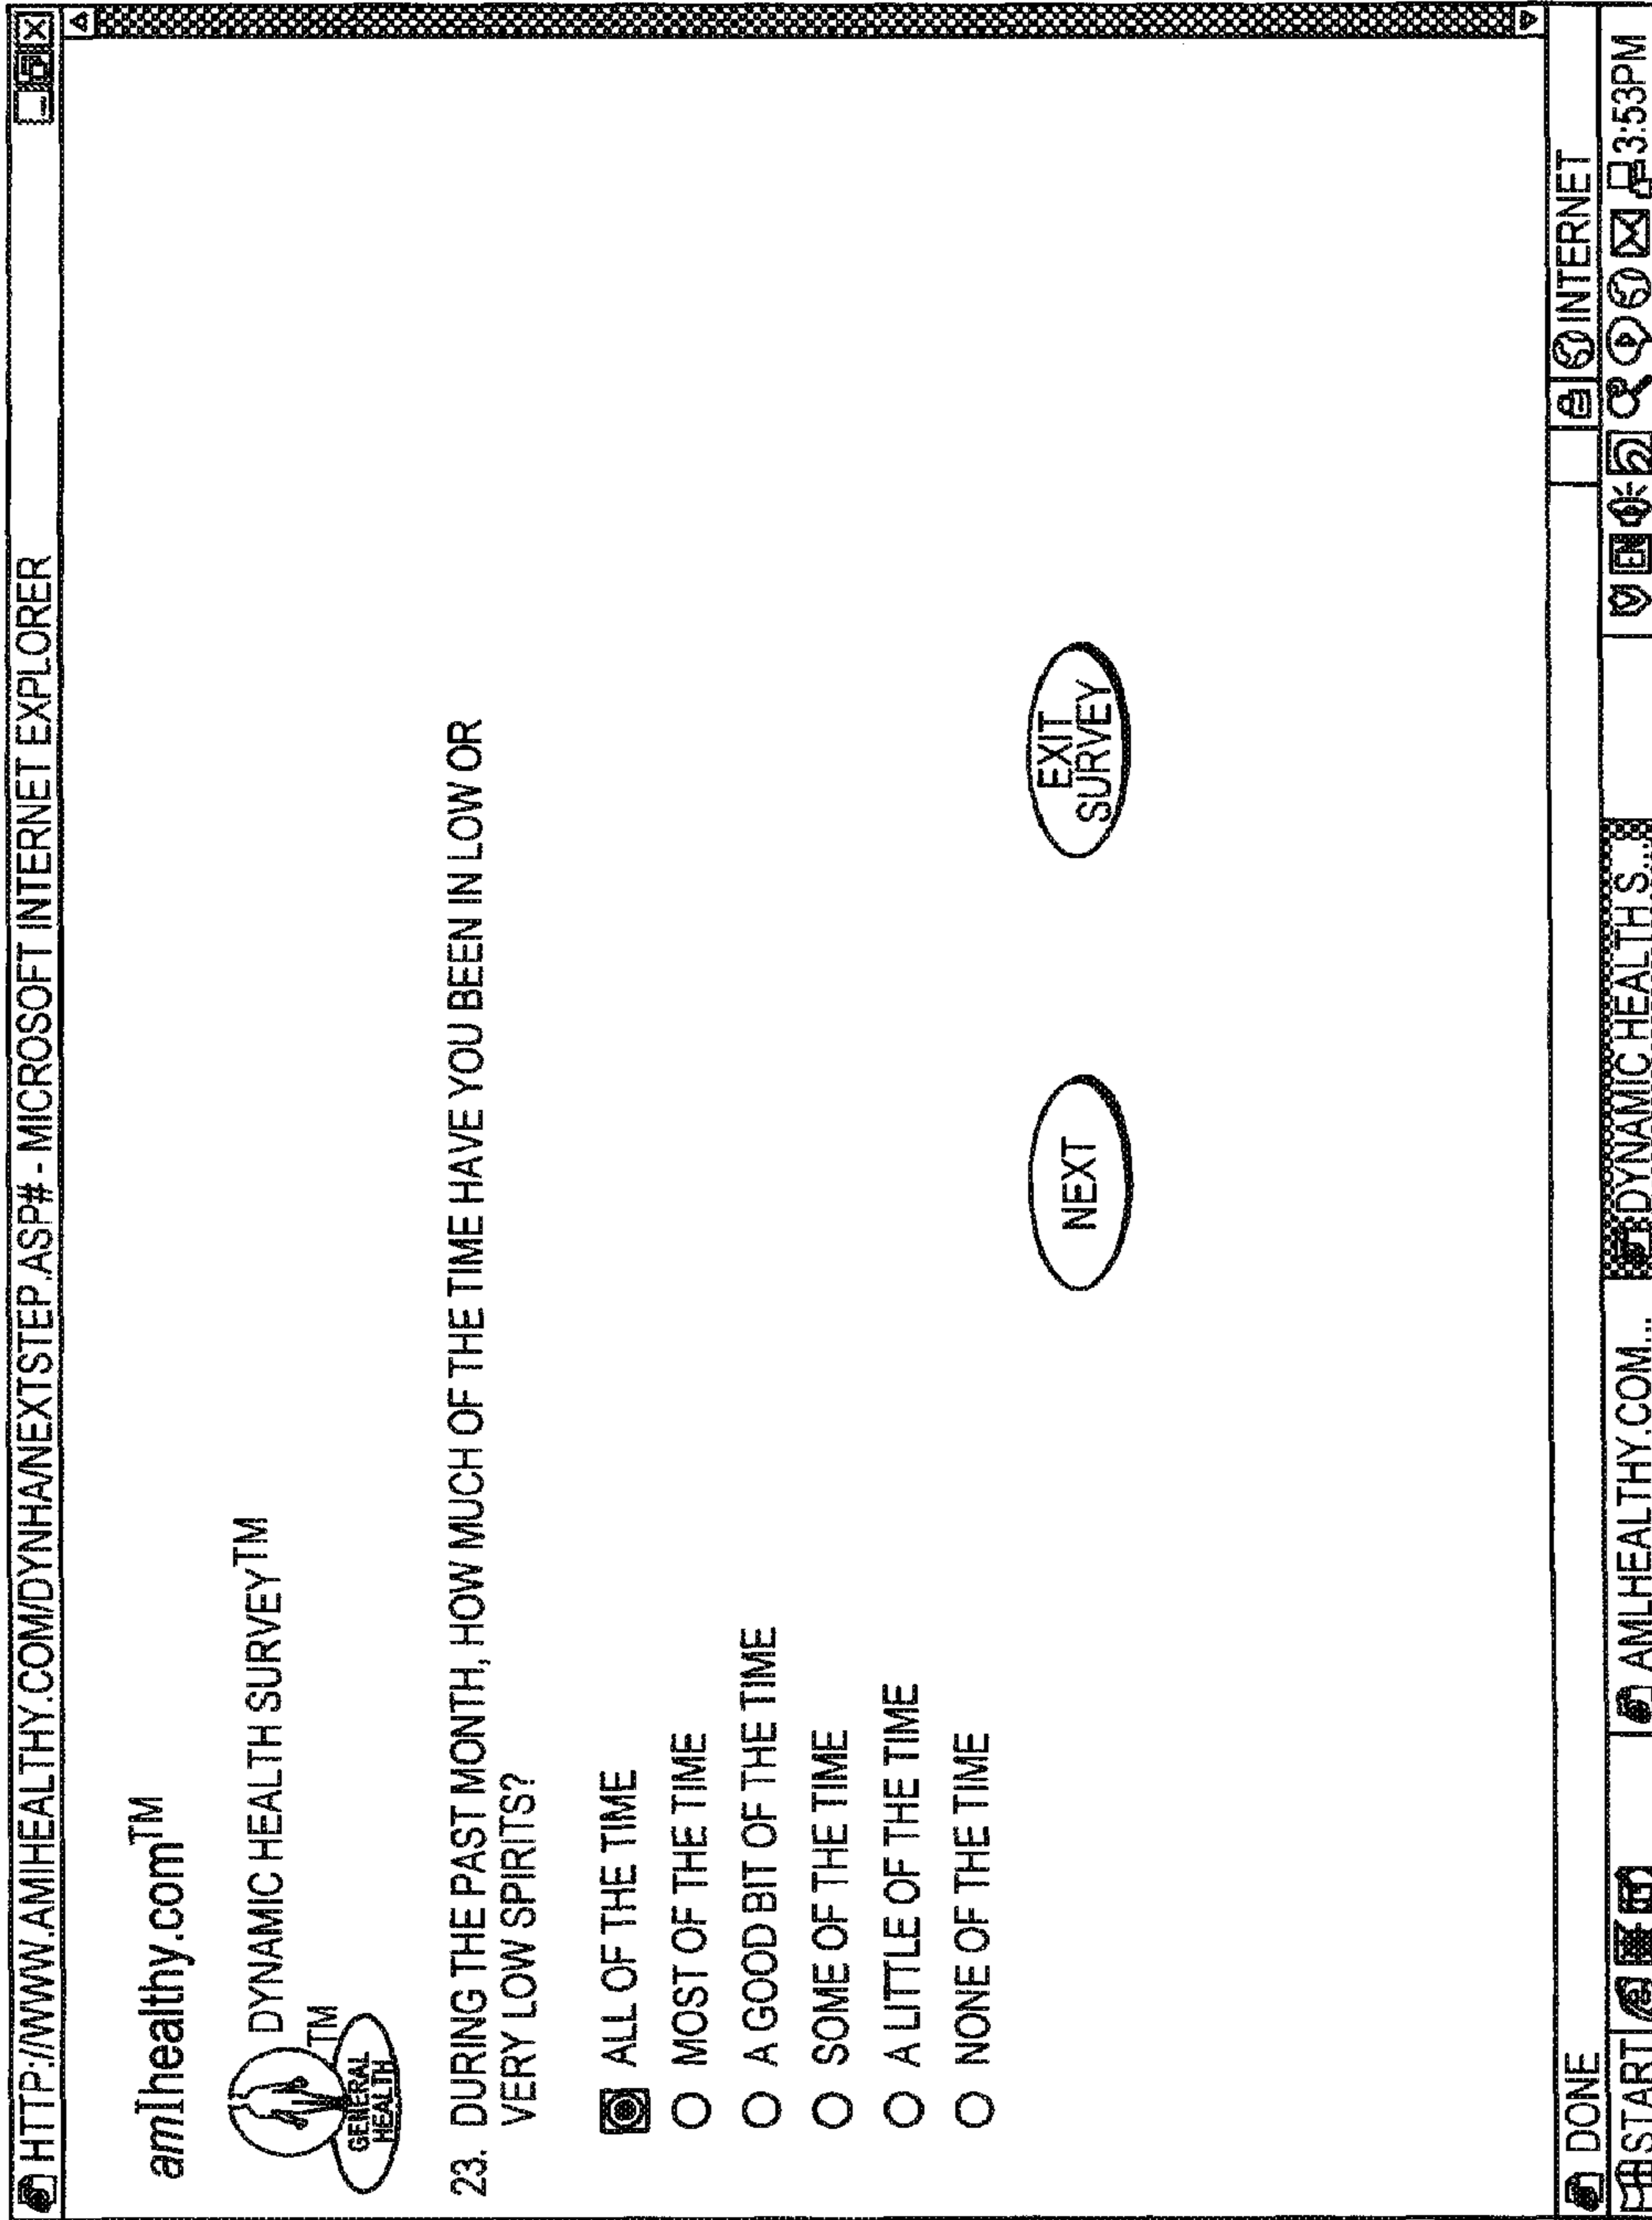 HTTP://WWW.AMIHEALTHY.COM/DYNHA/NEXTSTEP.ASP# - MICROSOFT INTERNET EXPLORER
amIhealthy.com™
DYNAMIC HEALTH SURVEY™
TM
GENERAL
HEALTH
23. DURING THE PAST MONTH, HOW MUCH OF THE TIME HAVE YOU BEEN IN LOW OR
VERY LOW SPIRITS?
ALL OF THE TIME
MOST OF THE TIME
A GOOD BIT OF THE TIME
SOME OF THE TIME
A LITTLE OF THE TIME
NONE OF THE TIME
NEXT
EXIT
SURVEY
DONE
INTERNET
START
AMLHEALTHY.COM...
DYNAMIC HEALTH S...
EN
3:53PM